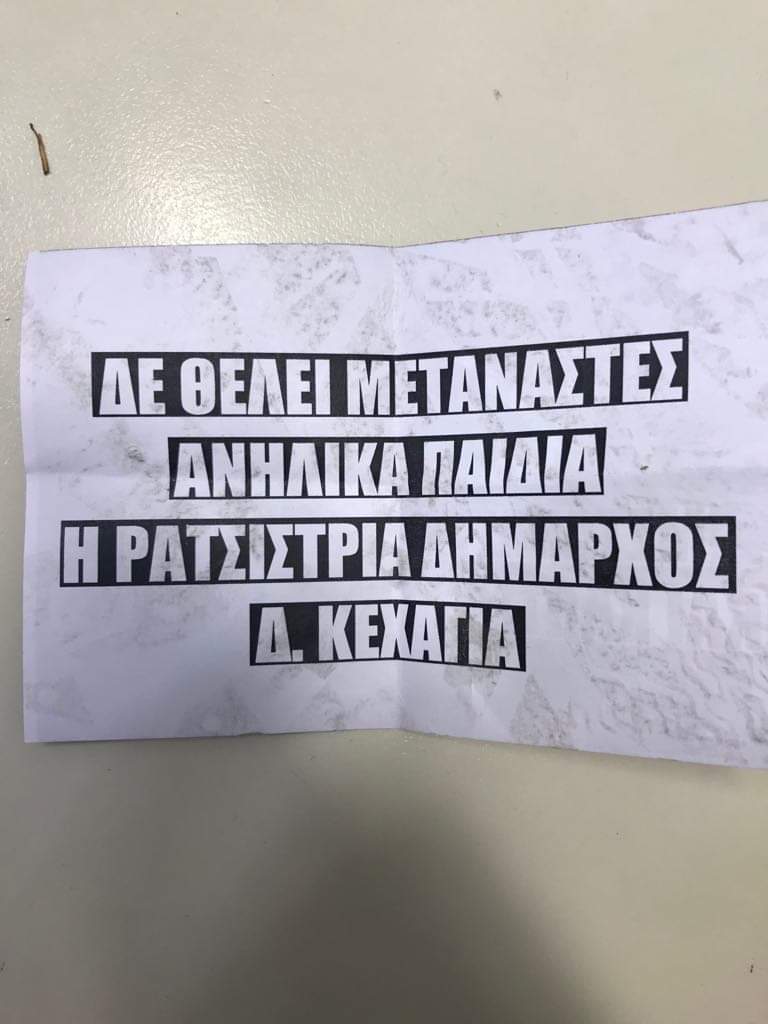 ΔΕ ΘΕΛΕΙ ΜΕΤΑΝΑΣΤΕΣ
ΑΝΗΛΙΚΑ ΠΑΙΔΙΑ
Η ΡΑΤΣΙΣΤΡΙΑ ΔΗΜΑΡΧΟΣ
Δ. ΚΕΧΑΓΙΑ